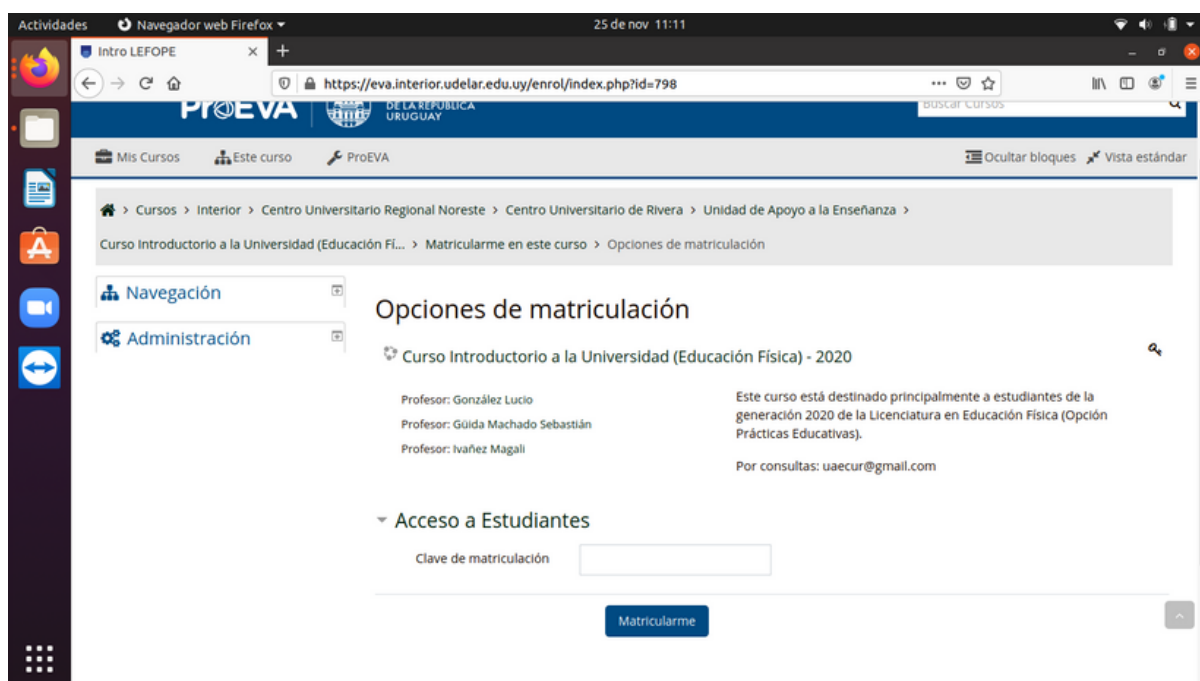 Actividades Navegador web Firefox 25 de nov 11:11
Intro LEFOPE
https://eva.interior.udelar.edu.uy/enrol/index.php?id=798
ProEVA DE LA REPÚBLICA Buscar Cursos
URUGUAY
Mis Cursos Este curso ProEVA Ocultar bloques Vista estándar
> Cursos > Interior > Centro Universitario Regional Noreste > Centro Universitario de Rivera > Unidad de Apoyo a la Enseñanza >
Curso Introductorio a la Universidad (Educación Fí... > Matricularme en este curso > Opciones de matriculación
Navegación
Administración
Opciones de matriculación
Curso Introductorio a la Universidad (Educación Física) - 2020
Profesor: González Lucio
Profesor: Güida Machado Sebastián
Profesor: Ivañez Magali
Este curso está destinado principalmente a estudiantes de la
generación 2020 de la Licenciatura en Educación Física (Opción
Prácticas Educativas).
Por consultas: uaecur@gmail.com
Acceso a Estudiantes
Clave de matriculación
Matricularme